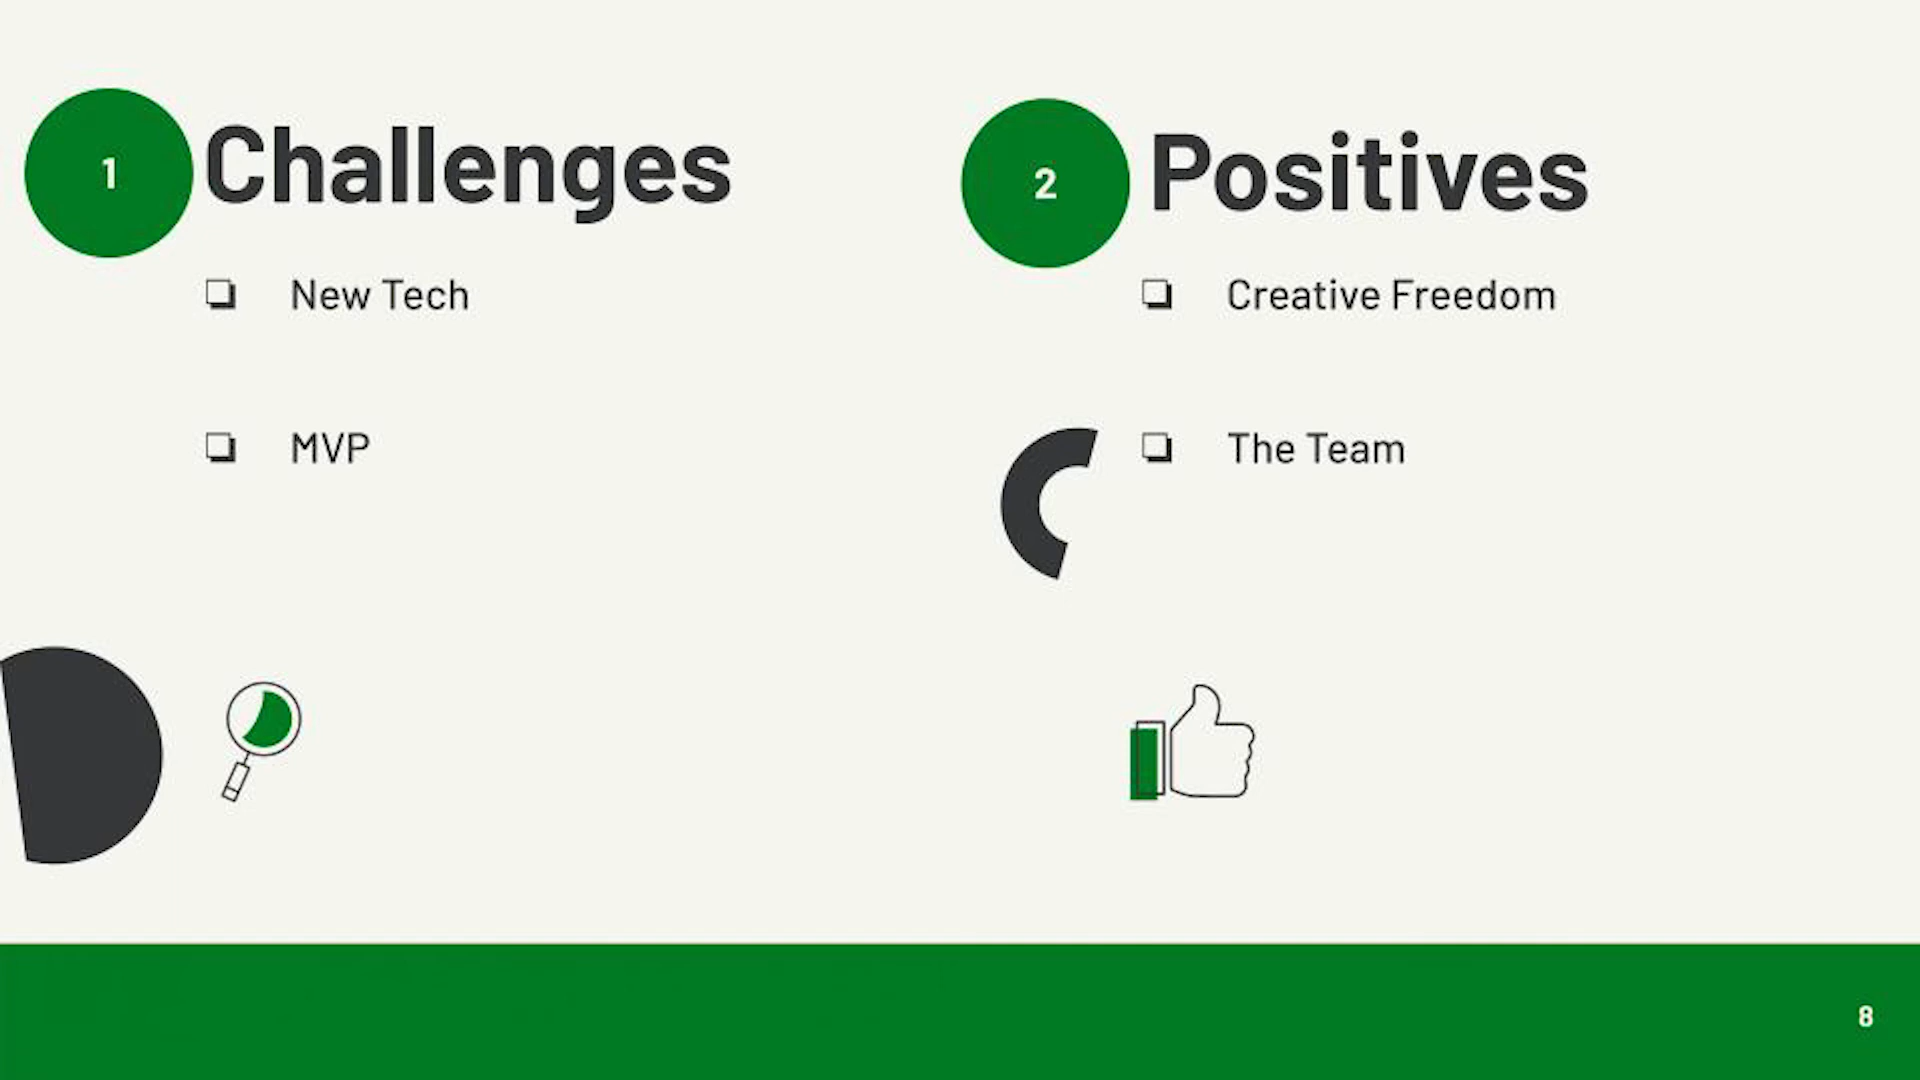 1
Challenges
New Tech
MVP
2
Positives
Creative Freedom
The Team
8